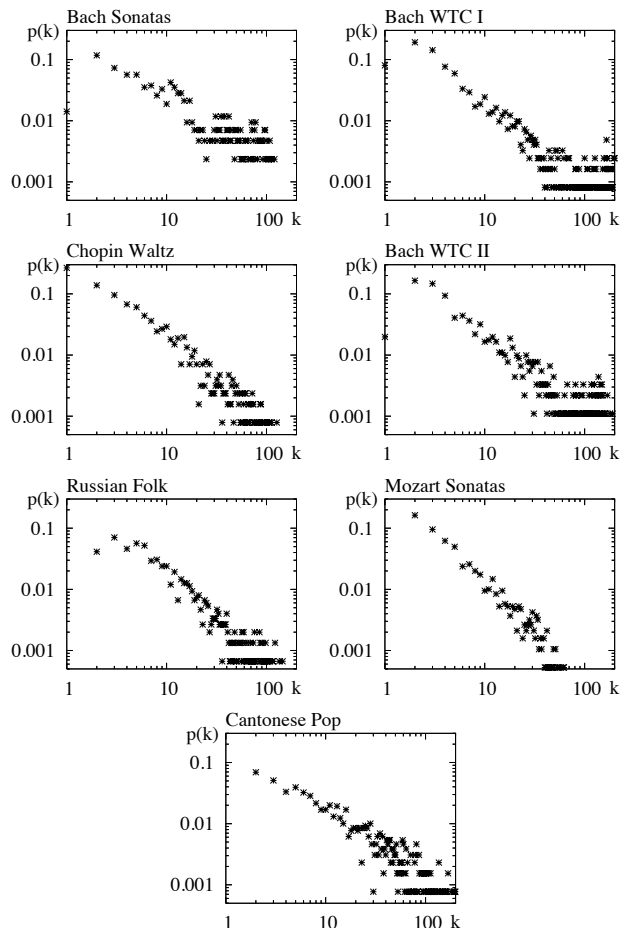 Bach Sonatas
p(k)
0.1
0.01
0.001
1 10 100 k
Bach WTC I
p(k)
0.1
0.01
0.001
1 10 100 k
Chopin Waltz
p(k)
0.1
0.01
0.001
1 10 100 k
Bach WTC II
p(k)
0.1
0.01
0.001
1 10 100 k
Russian Folk
p(k)
0.1
0.01
0.001
1 10 100 k
Mozart Sonatas
p(k)
0.1
0.01
0.001
1 10 100 k
Cantonese Pop
p(k)
0.1
0.01
0.001
1 10 100 k